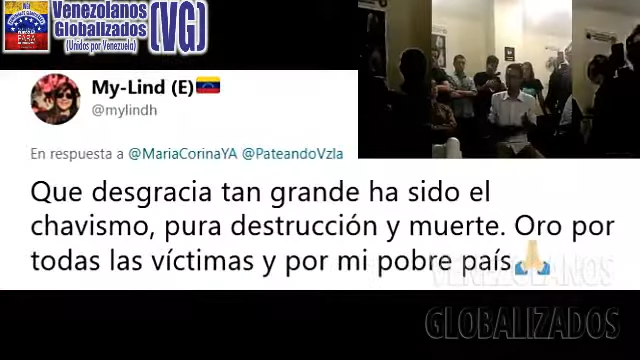 Venezolanos
Globalizados
(Unidos por Venezuela)
(VG)
My-Lind (E)🇻🇪
@mylindh
En respuesta a @MariaCorinaYA @PateandoVzla
Que desgracia tan grande ha sido el
chavismo, pura destrucción y muerte. Oro por
todas las víctimas y por mi pobre país🙏🏻
VENEZOLANOS
GLOBALIZADOS